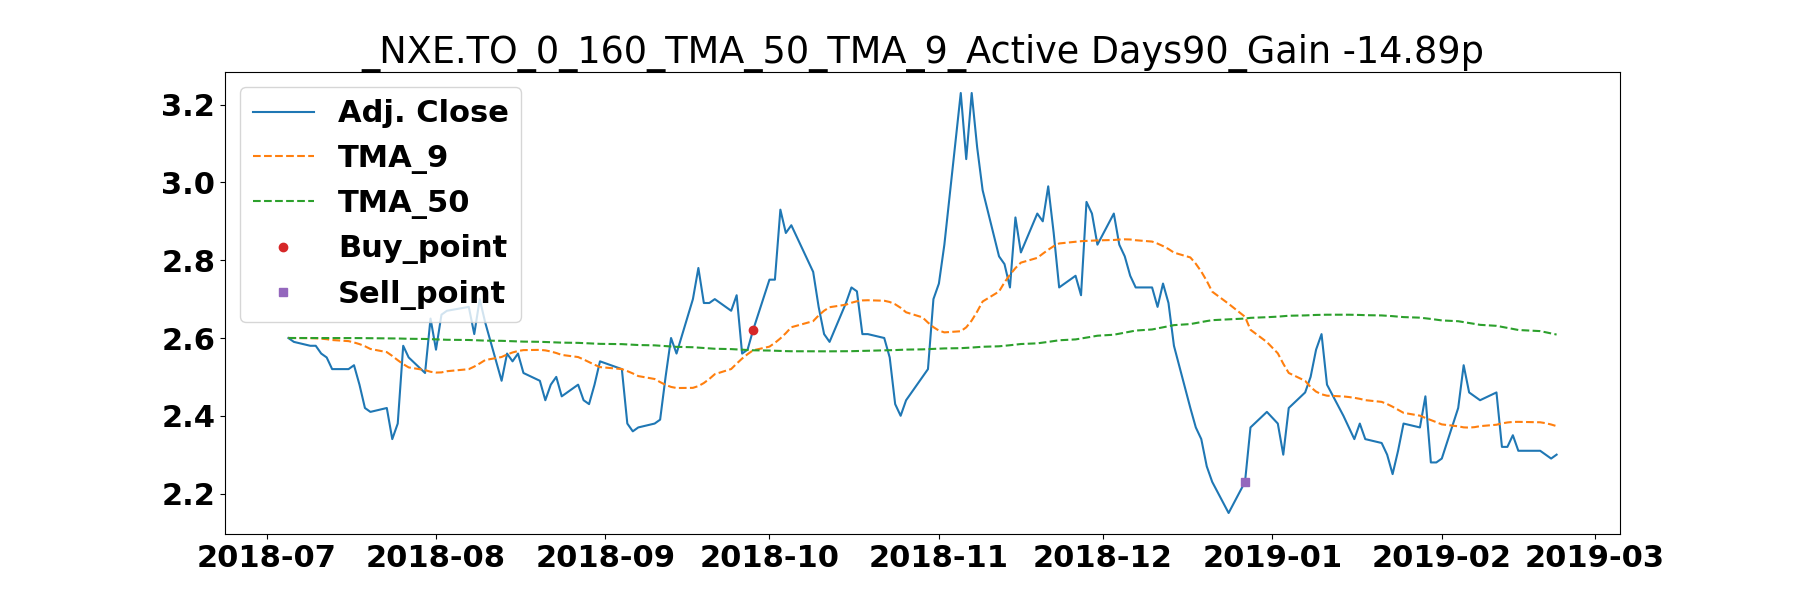 _NXE.TO_0_160_TMA_50_TMA_9_Active Days90_Gain -14.89p
3.2
3.0
2.8
2.6
2.4
2.2
Adj. Close
TMA_9
TMA_50
Buy_point
Sell_point
2018-07 2018-08 2018-09 2018-10 2018-11 2018-12 2019-01 2019-02 2019-03